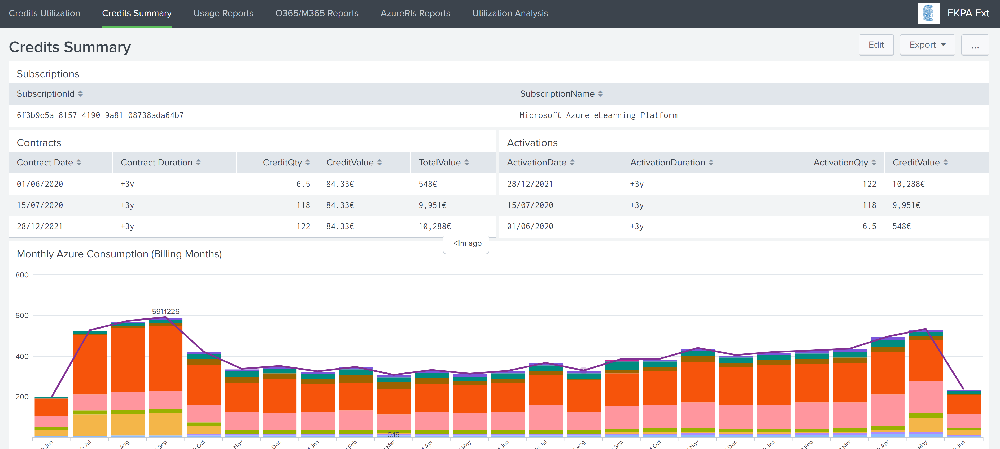 Credits Utilization Credits Summary Usage Reports O365/M365 Reports AzureRIs Reports Utilization Analysis EKPA Ext
Credits Summary Edit Export ...
Subscriptions
SubscriptionId SubscriptionName
6f3b9c5a-8157-4190-9a81-08738ada64b7 Microsoft Azure eLearning Platform
Contracts Activations
Contract Date Contract Duration CreditQty CreditValue TotalValue ActivationDate ActivationDuration ActivationQty CreditValue
01/06/2020 +3y 6.5 84.33€ 548€ 28/12/2021 +3y 122 10,288€
15/07/2020 +3y 118 84.33€ 9,951€ 15/07/2020 +3y 118 9,951€
28/12/2021 +3y 122 84.33€ 10,288€ 01/06/2020 +3y 6.5 548€
<1m ago
Monthly Azure Consumption (Billing Months)
800
591.1226
600
400
200
0.15
Jun Jul Aug Sep Oct Nov Dec Jan Feb Mar Apr May Jun Jul Aug Sep Oct Nov Dec Jan Feb Mar Apr May Jun